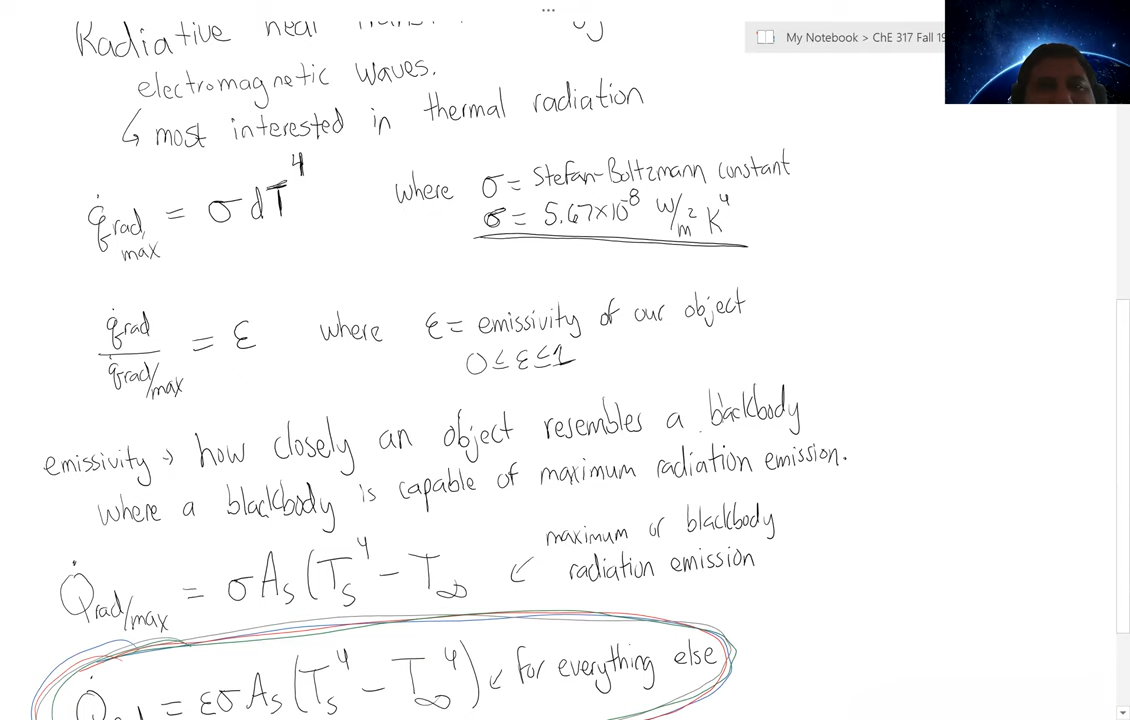 ...
My Notebook > ChE 317 Fall 19
Radiative heat
electromagnetic waves.
↳ most interested in thermal radiation
q̇rad, max = σ dT⁴ where σ = Stefan-Boltzmann constant
σ = 5.67×10⁻⁸ W/m² K⁴
q̇rad / q̇rad/max = ε where ε = emissivity of our object
0 ≤ ε ≤ 1
emissivity → how closely an object resembles a blackbody
where a blackbody is capable of maximum radiation emission.
Q̇rad/max = σAs(Ts⁴ − T∞ ← maximum or blackbody
radiation emission
= εσAs(Ts⁴ − T∞⁴) ← for everything else